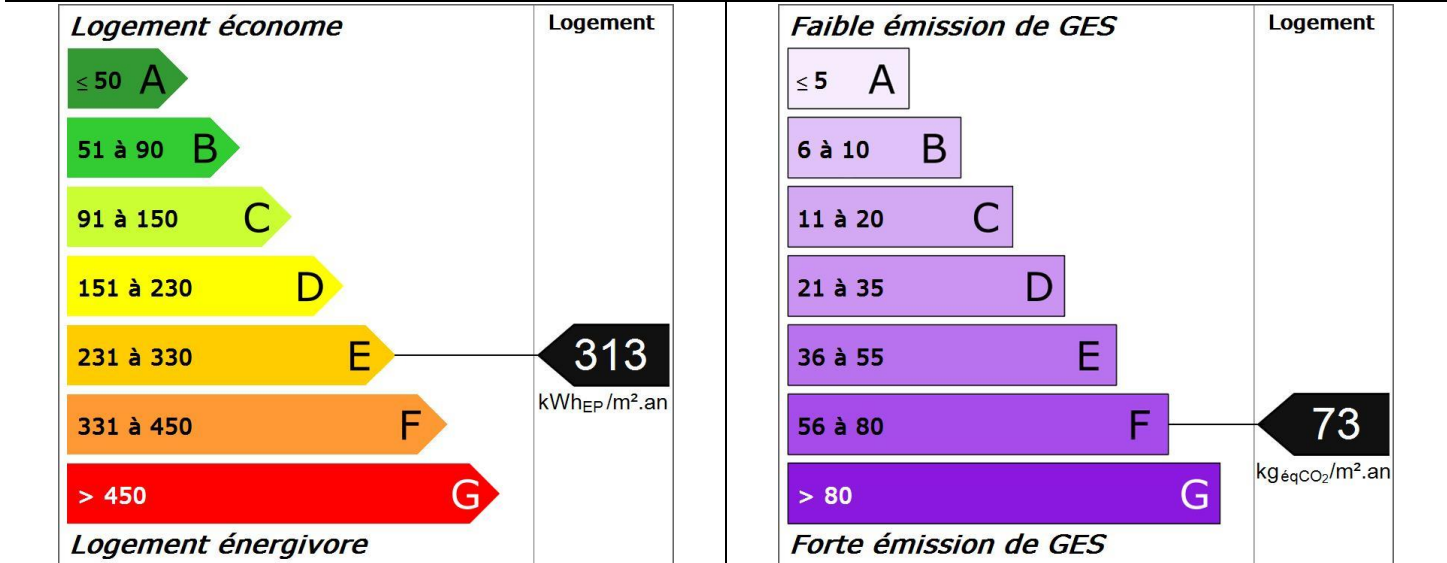 Logement économe
Logement
≤ 50 A
51 à 90 B
91 à 150 C
151 à 230 D
231 à 330 E
313
kWhEP/m².an
331 à 450 F
> 450 G
Logement énergivore
Faible émission de GES
Logement
≤ 5 A
6 à 10 B
11 à 20 C
21 à 35 D
36 à 55 E
56 à 80 F
73
kgéqCO₂/m².an
> 80 G
Forte émission de GES